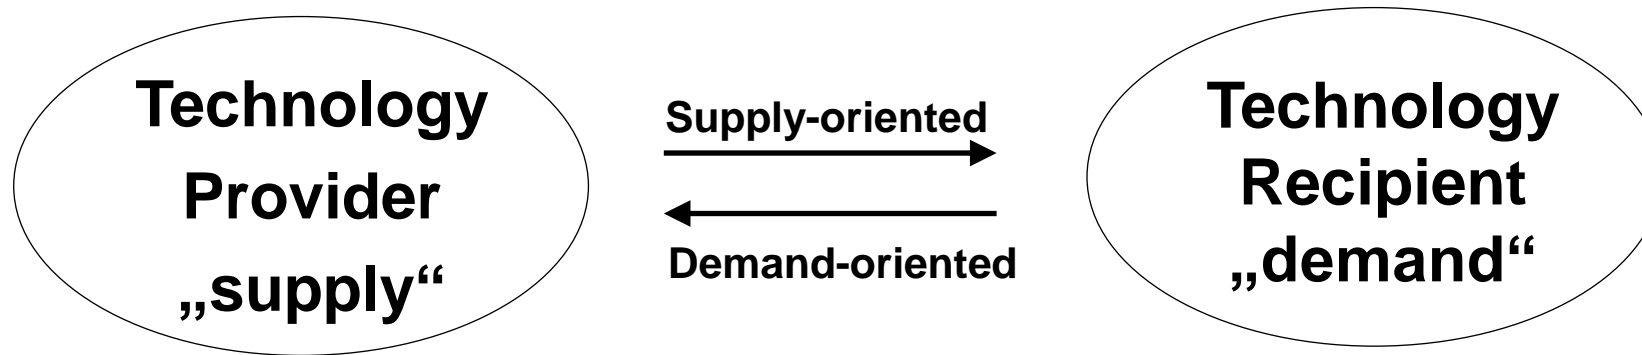 Technology
Provider
„supply“
Supply-oriented
Demand-oriented
Technology
Recipient
„demand“